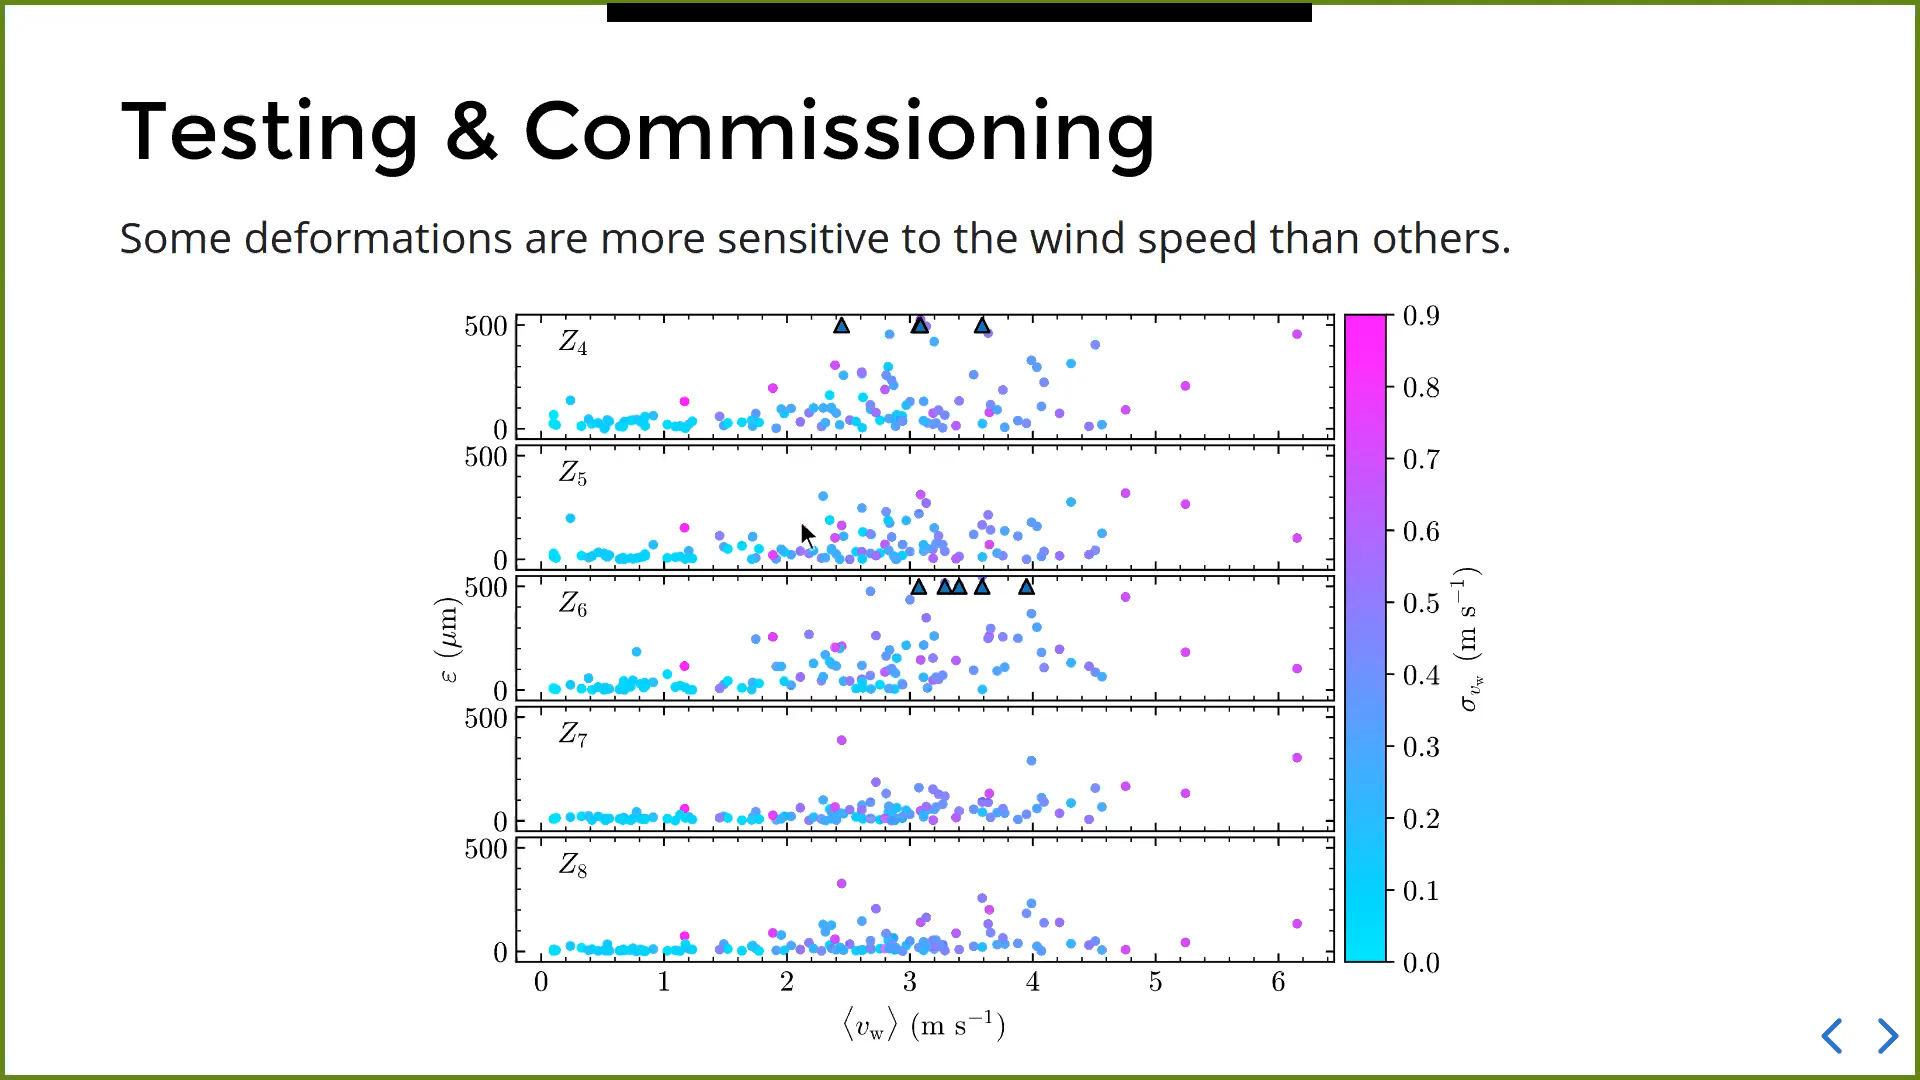 Testing & Commissioning
Some deformations are more sensitive to the wind speed than others.
500
Z₄
0
500
Z₅
0
500
Z₆
0
500
Z₇
0
500
Z₈
0
ε (μm)
0 1 2 3 4 5 6
⟨v_w⟩ (m s⁻¹)
0.9
0.8
0.7
0.6
0.5
0.4
0.3
0.2
0.1
0.0
σ_{v_w} (m s⁻¹)